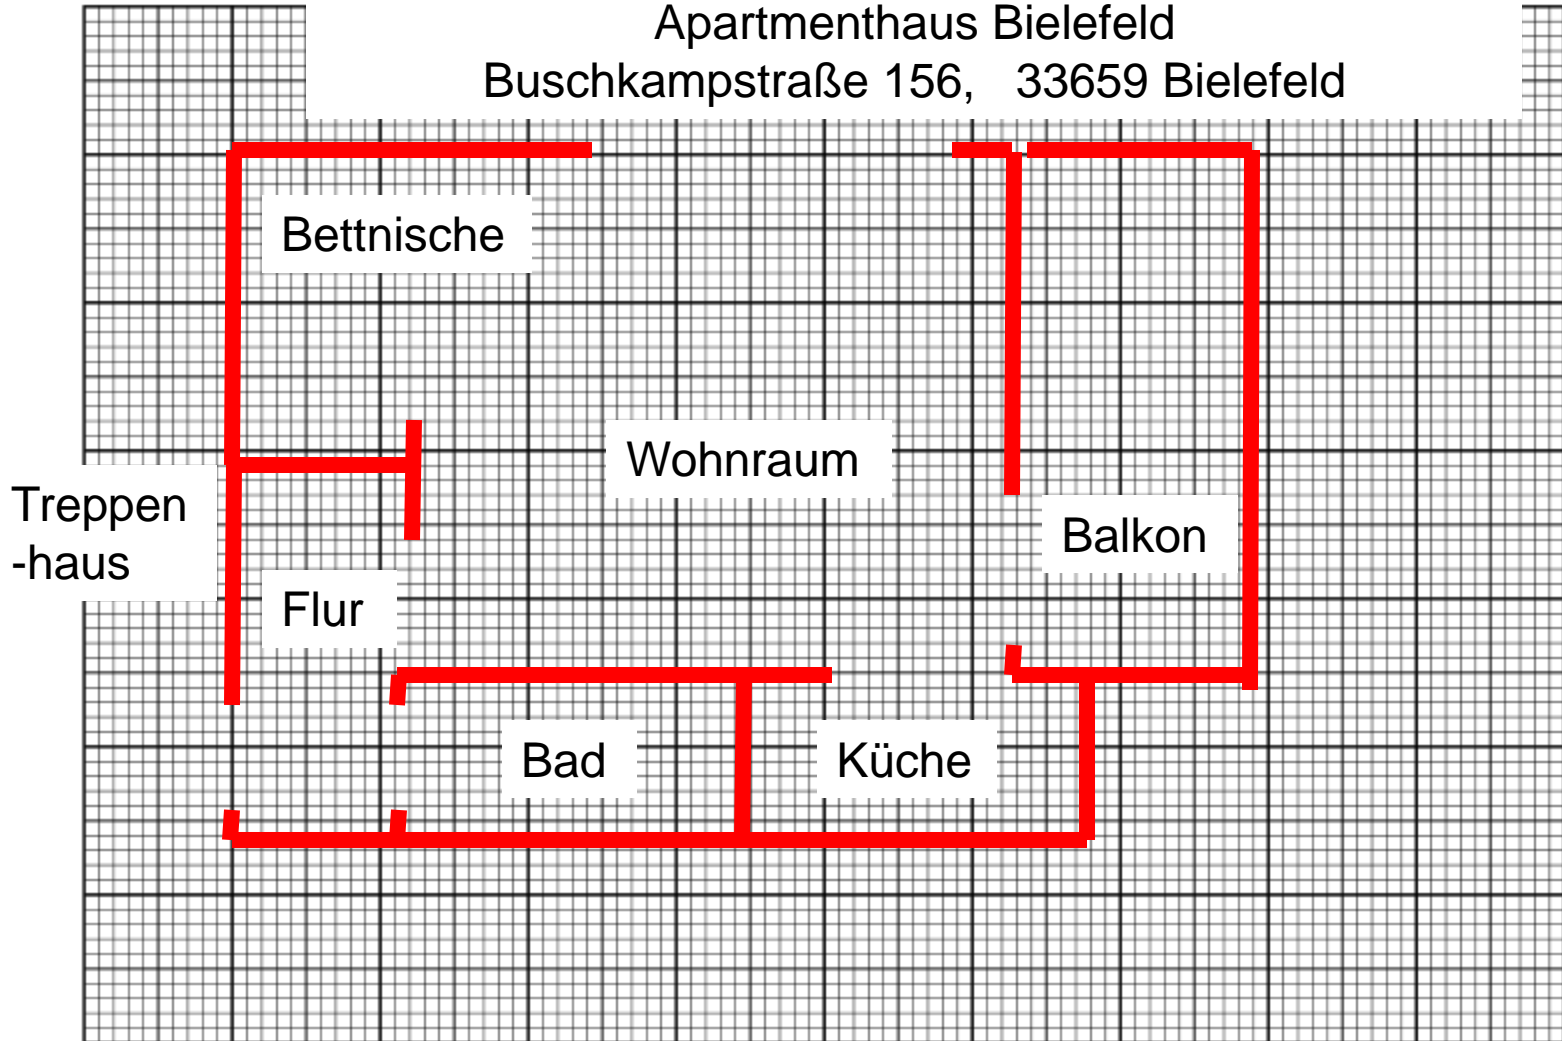 Apartmenthaus Bielefeld
Buschkampstraße 156, 33659 Bielefeld
Bettnische
Wohnraum
Treppen
-haus
Balkon
Flur
Bad
Küche